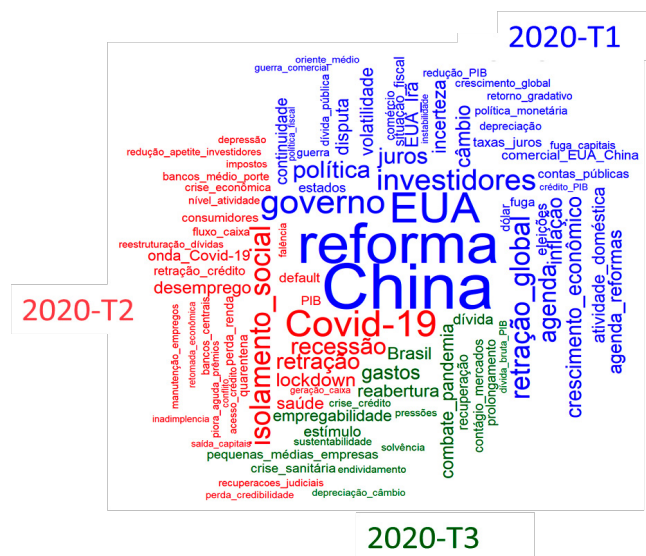 2020-T1
oriente_médio
guerra_comercial
continuidade
política_fiscal
dívida_pública
disputa
volatilidade
comércio
situação_fiscal
EUA_Irã
instabilidade
incerteza
redução_PIB
crescimento_global
retorno_gradativo
política_monetária
depreciação
câmbio
taxas_juros
fuga_capitais
comercial_EUA_China
guerra
política
juros
estados
investidores
contas_públicas
crédito_PIB
governo
EUA
dólar
fuga
eleições
reforma
China
retração_global
agenda
inflação
crescimento_econômico
atividade_doméstica
agenda_reformas
2020-T2
depressão
redução_apetite_investidores
impostos
bancos_médio_porte
crise_econômica
nível_atividade
consumidores
fluxo_caixa
reestruturação_dívidas
onda_Covid-19
retração_crédito
desemprego
isolamento_social
falência
default
PIB
Covid-19
recessão
retração
lockdown
geração_caixa
saúde
manutenção_empregos
retomada_econômica
bancos_centrais
piora_aguda_prêmios
conflito
perda_renda
acesso_crédito
quarentena
inadimplencia
saída_capitais
recuperacoes_judiciais
perda_credibilidade
dívida
Brasil
gastos
reabertura
combate_pandemia
recuperação
contágio_mercados
prolongamento
dívida_bruta_PIB
crise_crédito
pressões
empregabilidade
estímulo
sustentabilidade
solvência
pequenas_médias_empresas
crise_sanitária
endividamento
depreciação_câmbio
2020-T3